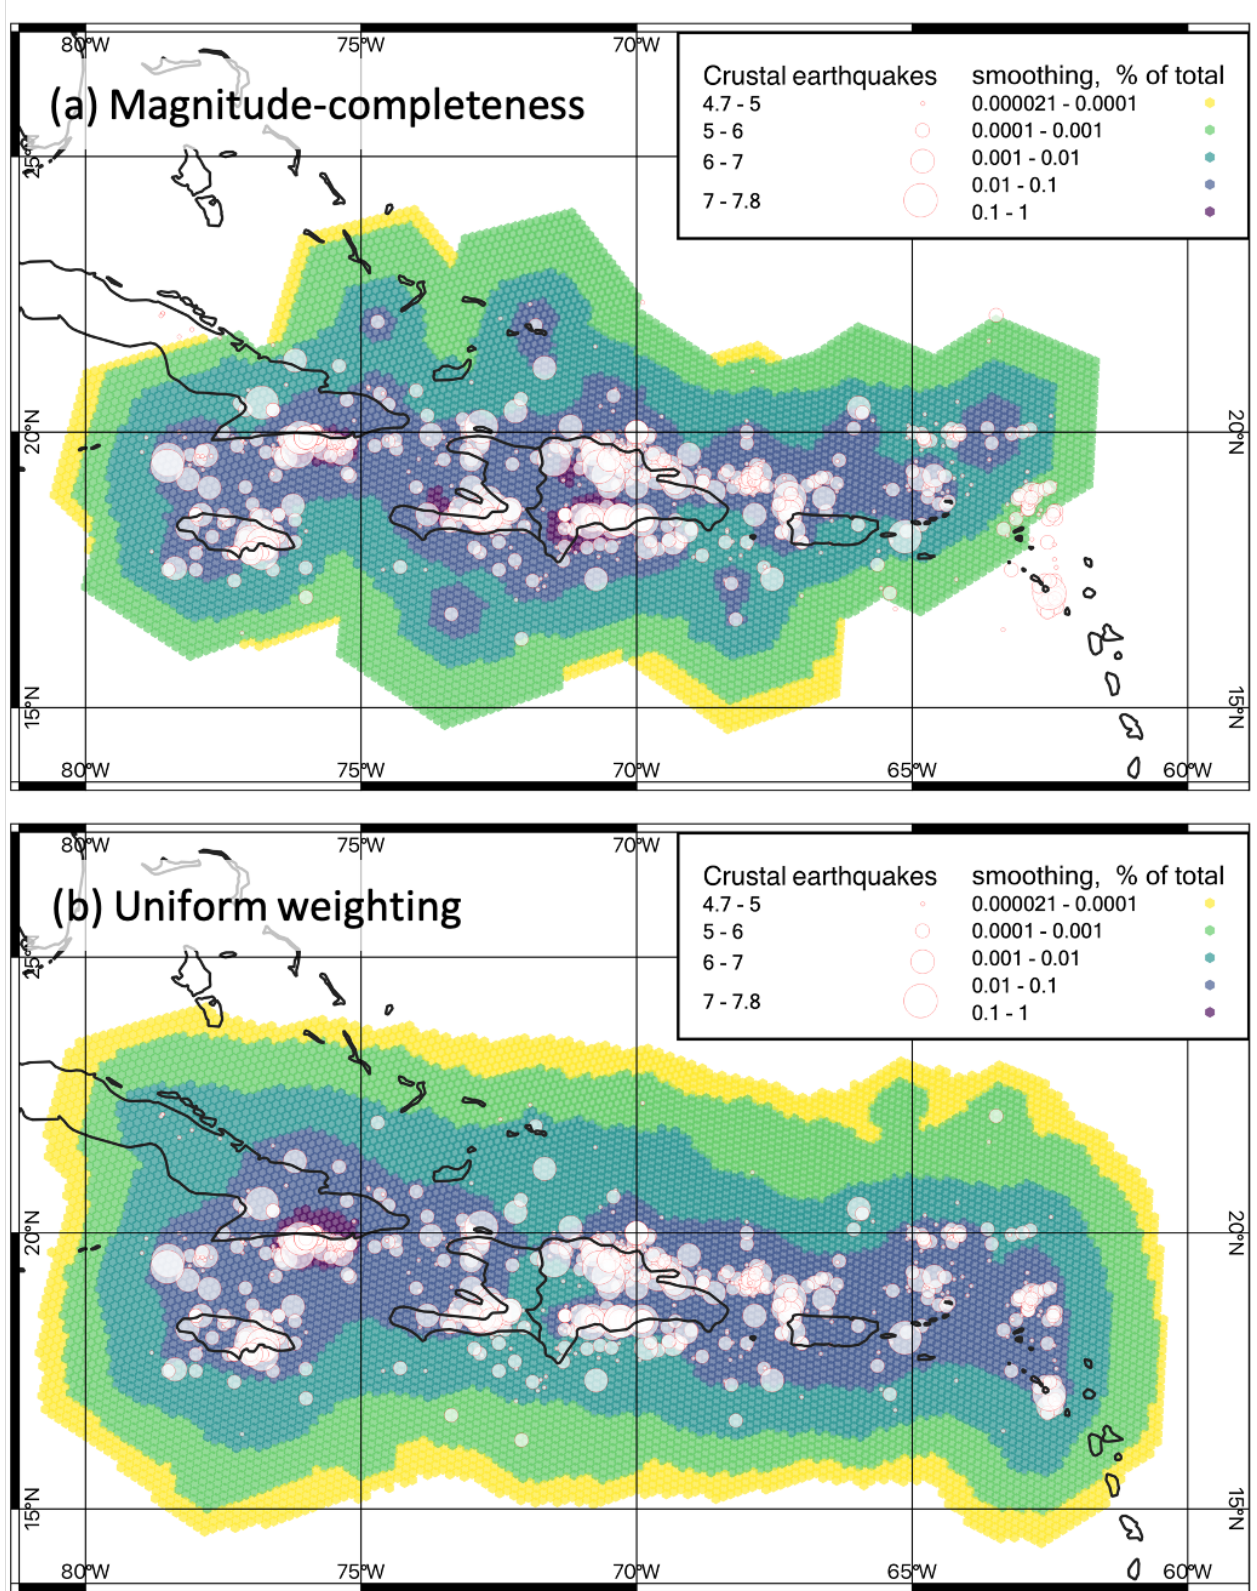 80°W 75°W 70°W
(a) Magnitude-completeness
Crustal earthquakes smoothing, % of total
4.7 - 5 0.000021 - 0.0001
5 - 6 0.0001 - 0.001
6 - 7 0.001 - 0.01
7 - 7.8 0.01 - 0.1
0.1 - 1
25°N
20°N 20°N
15°N 15°N
80°W 75°W 70°W 65°W 60°W
80°W 75°W 70°W
(b) Uniform weighting
Crustal earthquakes smoothing, % of total
4.7 - 5 0.000021 - 0.0001
5 - 6 0.0001 - 0.001
6 - 7 0.001 - 0.01
7 - 7.8 0.01 - 0.1
0.1 - 1
20°N 20°N
15°N 15°N
80°W 75°W 70°W 65°W 60°W